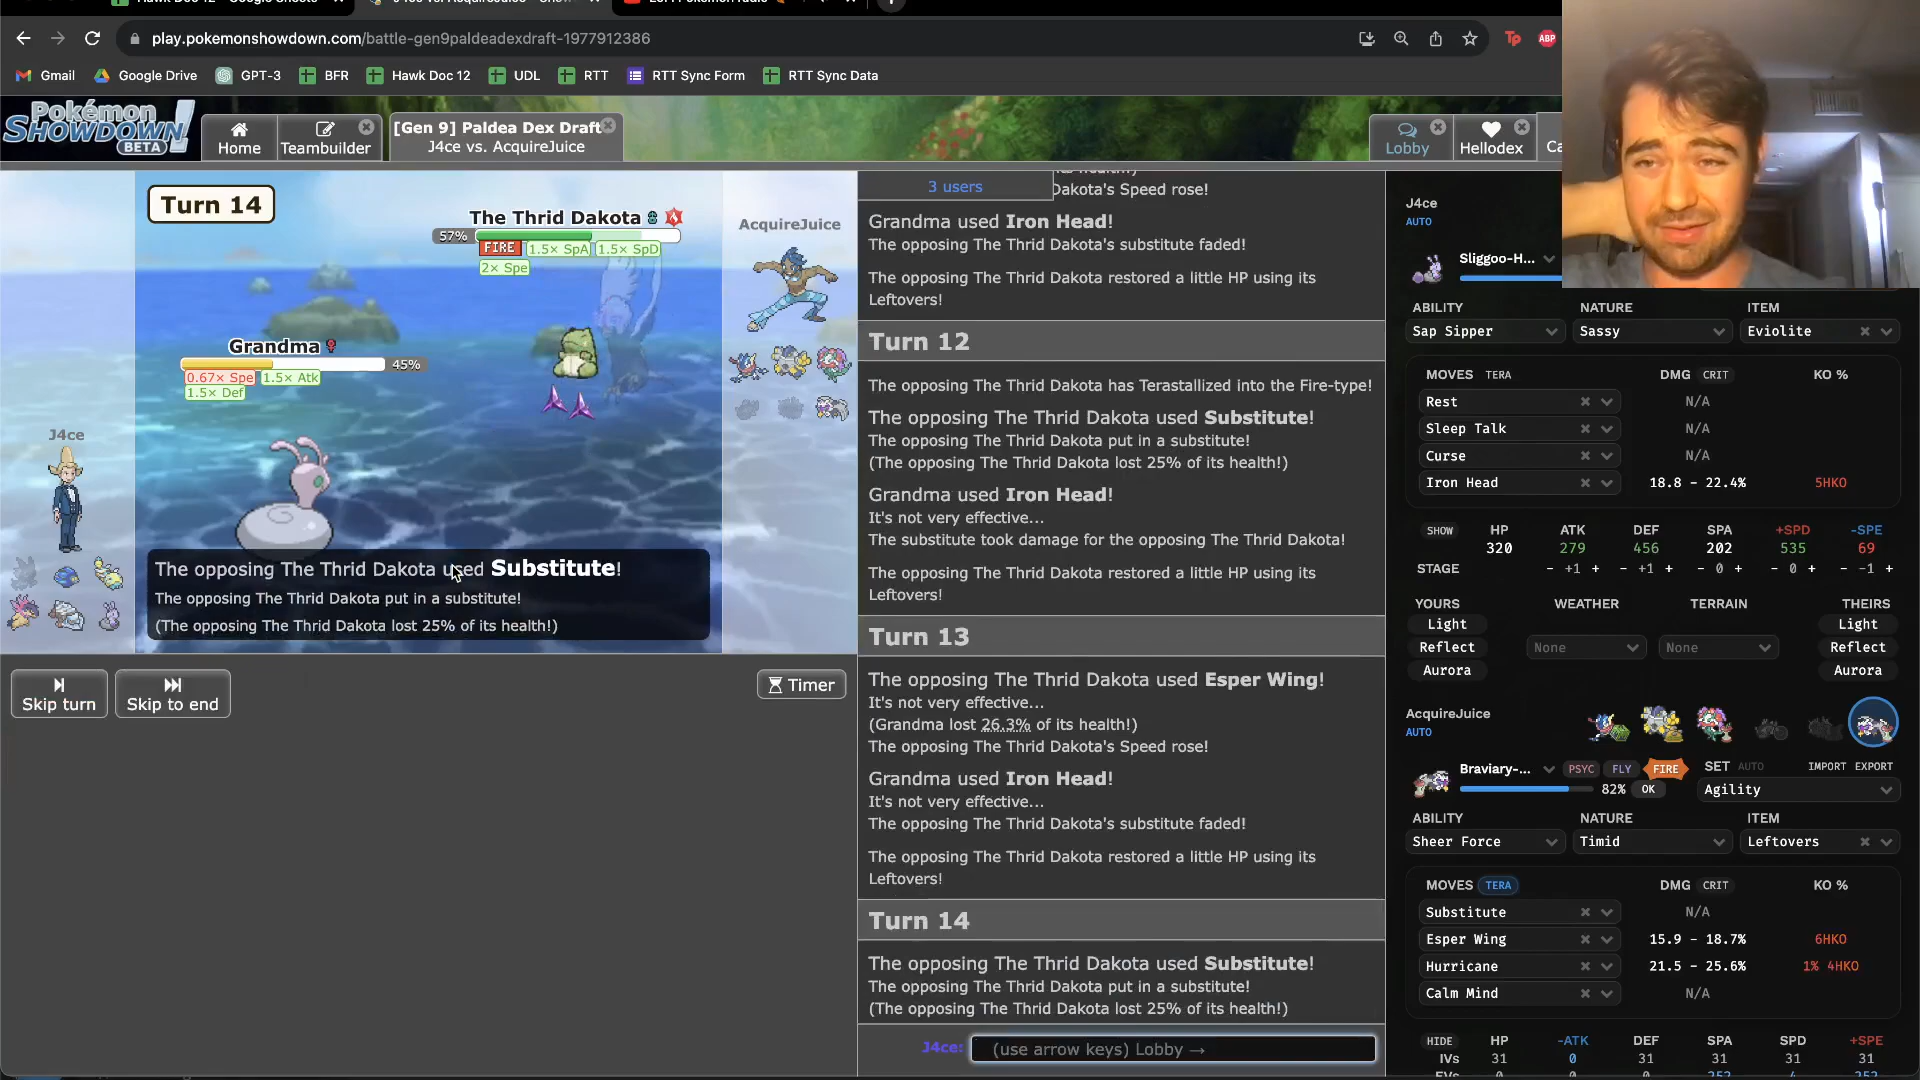 play.pokemonshowdown.com/battle-gen9paldeadexdraft-1977912386
Gmail Google Drive GPT-3 BFR Hawk Doc 12 UDL RTT RTT Sync Form RTT Sync Data
Tp ABP
Pokémon
SHOWDOWN!
BETA
Home
Teambuilder
[Gen 9] Paldea Dex Draft
J4ce vs. AcquireJuice
Lobby
Hellodex
Ca
Turn 14
The Thrid Dakota
57%
FIRE 1.5× SpA 1.5× SpD
2× Spe
Grandma
45%
0.67× Spe 1.5× Atk
1.5× Def
AcquireJuice
J4ce
The opposing The Thrid Dakota used Substitute!
The opposing The Thrid Dakota put in a substitute!
(The opposing The Thrid Dakota lost 25% of its health!)
Skip turn
Skip to end
Timer
3 users
Dakota's Speed rose!
Grandma used Iron Head!
The opposing The Thrid Dakota's substitute faded!
The opposing The Thrid Dakota restored a little HP using its
Leftovers!
Turn 12
The opposing The Thrid Dakota has Terastallized into the Fire-type!
The opposing The Thrid Dakota used Substitute!
The opposing The Thrid Dakota put in a substitute!
(The opposing The Thrid Dakota lost 25% of its health!)
Grandma used Iron Head!
It's not very effective...
The substitute took damage for the opposing The Thrid Dakota!
The opposing The Thrid Dakota restored a little HP using its
Leftovers!
Turn 13
The opposing The Thrid Dakota used Esper Wing!
It's not very effective...
(Grandma lost 26.3% of its health!)
The opposing The Thrid Dakota's Speed rose!
Grandma used Iron Head!
It's not very effective...
The opposing The Thrid Dakota's substitute faded!
The opposing The Thrid Dakota restored a little HP using its
Leftovers!
Turn 14
The opposing The Thrid Dakota used Substitute!
The opposing The Thrid Dakota put in a substitute!
(The opposing The Thrid Dakota lost 25% of its health!)
J4ce: (use arrow keys) Lobby →
J4ce
AUTO
Sliggoo-H...
ABILITY NATURE ITEM
Sap Sipper Sassy Eviolite
MOVES TERA DMG CRIT KO %
Rest N/A
Sleep Talk N/A
Curse N/A
Iron Head 18.8 - 22.4% 5HKO
SHOW HP ATK DEF SPA +SPD -SPE
320 279 456 202 535 69
STAGE - +1 + - +1 + - 0 + - 0 + - -1 +
YOURS WEATHER TERRAIN THEIRS
Light Light
Reflect None None Reflect
Aurora Aurora
AcquireJuice
AUTO
Braviary-... PSYC FLY FIRE SET AUTO IMPORT EXPORT
82% OK Agility
ABILITY NATURE ITEM
Sheer Force Timid Leftovers
MOVES TERA DMG CRIT KO %
Substitute N/A
Esper Wing 15.9 - 18.7% 6HKO
Hurricane 21.5 - 25.6% 1% 4HKO
Calm Mind N/A
HIDE HP -ATK DEF SPA SPD +SPE
IVs 31 0 31 31 31 31